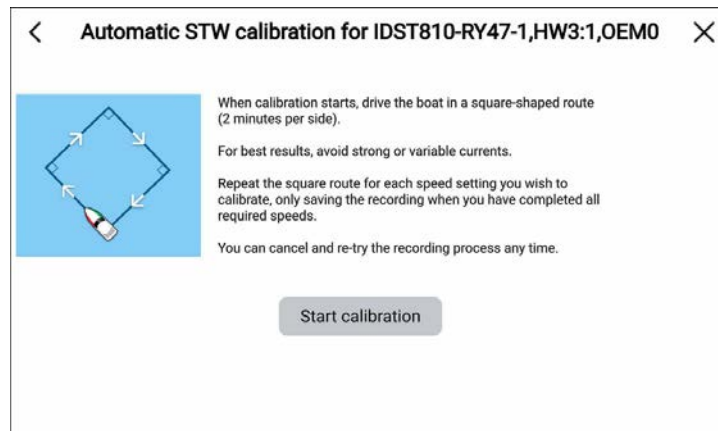 Automatic STW calibration for IDST810-RY47-1,HW3:1,OEM0
When calibration starts, drive the boat in a square-shaped route
(2 minutes per side).
For best results, avoid strong or variable currents.
Repeat the square route for each speed setting you wish to
calibrate, only saving the recording when you have completed all
required speeds.
You can cancel and re-try the recording process any time.
Start calibration